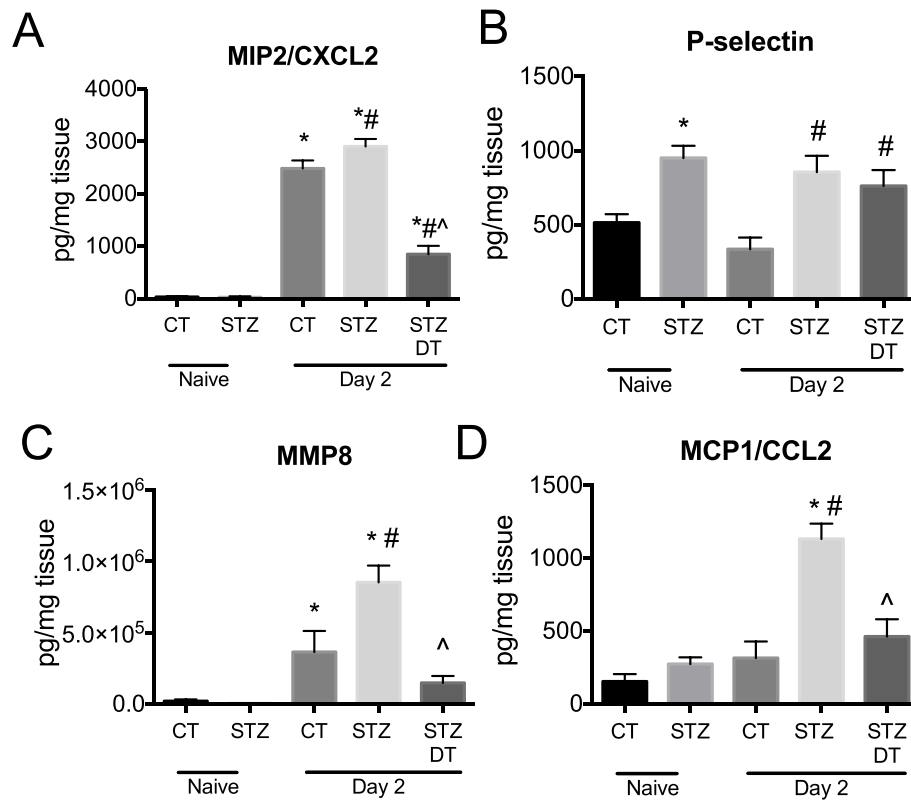 A
MIP2/CXCL2
pg/mg tissue
4000
3000
2000
1000
0
*
*#
*#^
CT STZ CT STZ STZ
DT
Naive Day 2
B
P-selectin
pg/mg tissue
1500
1000
500
0
*
#
#
CT STZ CT STZ STZ
DT
Naive Day 2
C
MMP8
pg/mg tissue
1.5×10⁶
1.0×10⁶
5.0×10⁵
0.0
*
* #
^
CT STZ CT STZ STZ
DT
Naive Day 2
D
MCP1/CCL2
pg/mg tissue
1500
1000
500
0
* #
^
CT STZ CT STZ STZ
DT
Naive Day 2